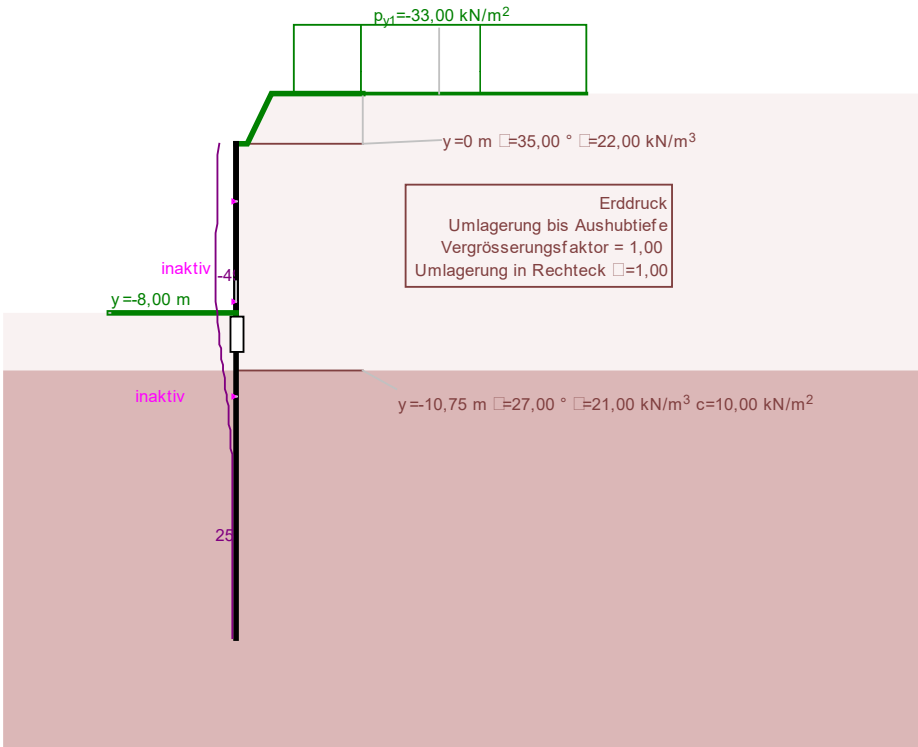 p_y1=-33,00 kN/m²
y=0 m □=35,00 ° □=22,00 kN/m³
Erddruck
Umlagerung bis Aushubtiefe
Vergrösserungsfaktor = 1,00
Umlagerung in Rechteck □=1,00
inaktiv
-4
y=-8,00 m
inaktiv
y=-10,75 m □=27,00 ° □=21,00 kN/m³ c=10,00 kN/m²
25